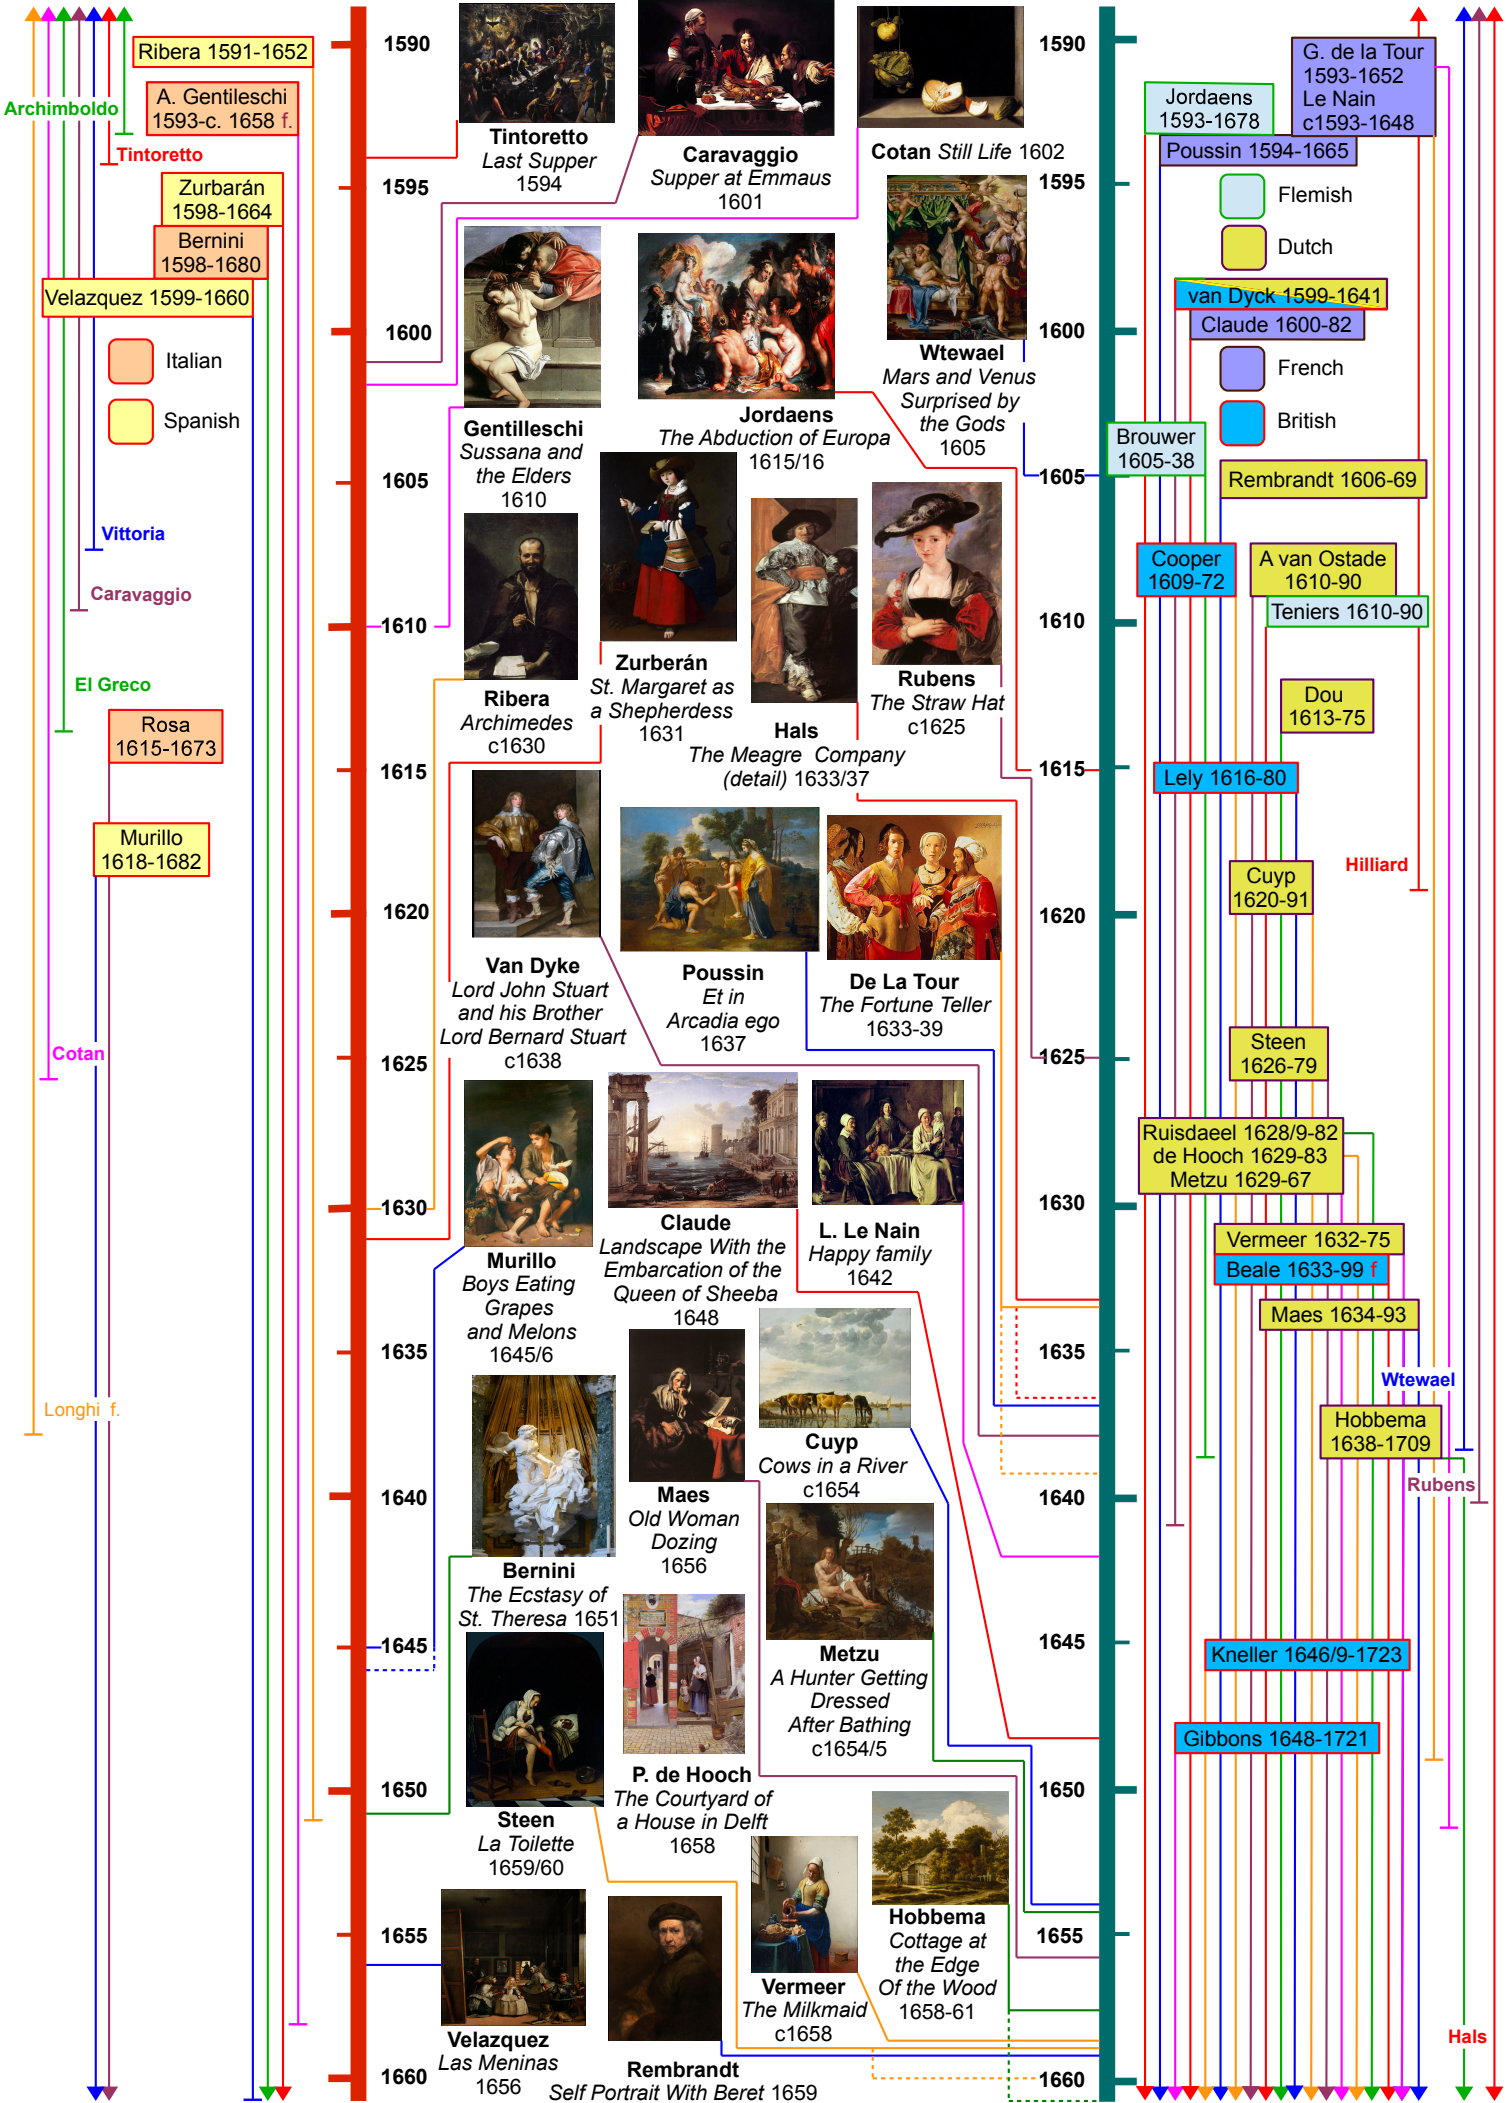 1590
Ribera 1591-1652
Archimboldo
A. Gentileschi
1593-c. 1658 f.
Tintoretto
Zurbarán
1598-1664
Bernini
1598-1680
Velazquez 1599-1660
Italian
Spanish
Vittoria
Caravaggio
El Greco
Rosa
1615-1673
Murillo
1618-1682
Cotan
Longhi f.
1595
1600
1605
1610
1615
1620
1625
1630
1635
1640
1645
1650
1655
1660
Tintoretto
Last Supper
1594
Caravaggio
Supper at Emmaus
1601
Cotan Still Life 1602
Gentilleschi
Sussana and
the Elders
1610
Jordaens
The Abduction of Europa
1615/16
Wtewael
Mars and Venus
Surprised by
the Gods
1605
Ribera
Archimedes
c1630
Zurberán
St. Margaret as
a Shepherdess
1631
Hals
The Meagre Company
(detail) 1633/37
Rubens
The Straw Hat
c1625
Van Dyke
Lord John Stuart
and his Brother
Lord Bernard Stuart
c1638
Poussin
Et in
Arcadia ego
1637
De La Tour
The Fortune Teller
1633-39
Murillo
Boys Eating
Grapes
and Melons
1645/6
Claude
Landscape With the
Embarcation of the
Queen of Sheeba
1648
L. Le Nain
Happy family
1642
Bernini
The Ecstasy of
St. Theresa 1651
Maes
Old Woman
Dozing
1656
Cuyp
Cows in a River
c1654
Metzu
A Hunter Getting
Dressed
After Bathing
c1654/5
Steen
La Toilette
1659/60
P. de Hooch
The Courtyard of
a House in Delft
1658
Velazquez
Las Meninas
1656
Rembrandt
Self Portrait With Beret 1659
Vermeer
The Milkmaid
c1658
Hobbema
Cottage at
the Edge
Of the Wood
1658-61
1590
1595
1600
1605
1610
1615
1620
1625
1630
1635
1640
1645
1650
1655
1660
G. de la Tour
1593-1652
Le Nain
c1593-1648
Jordaens
1593-1678
Poussin 1594-1665
Flemish
Dutch
van Dyck 1599-1641
Claude 1600-82
French
British
Brouwer
1605-38
Rembrandt 1606-69
Cooper
1609-72
A van Ostade
1610-90
Teniers 1610-90
Dou
1613-75
Lely 1616-80
Hilliard
Cuyp
1620-91
Steen
1626-79
Ruisdaeel 1628/9-82
de Hooch 1629-83
Metzu 1629-67
Vermeer 1632-75
Beale 1633-99 f
Maes 1634-93
Wtewael
Hobbema
1638-1709
Rubens
Kneller 1646/9-1723
Gibbons 1648-1721
Hals